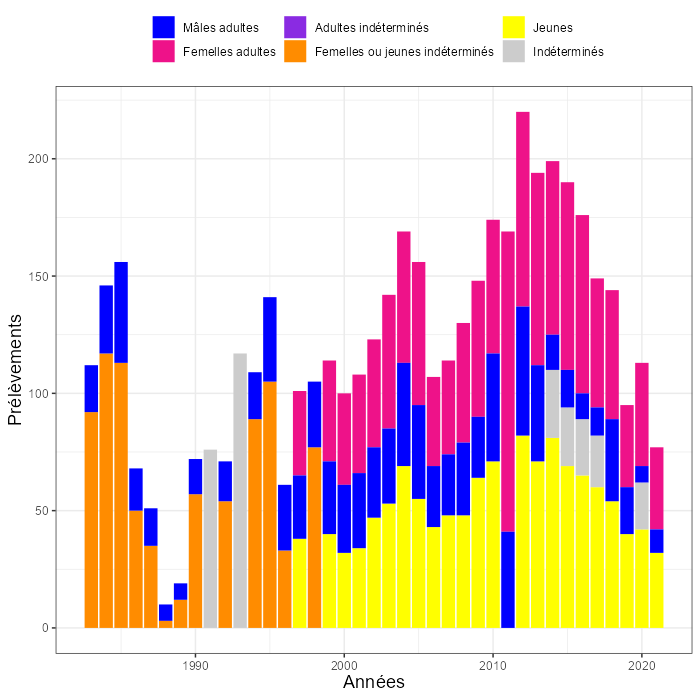 Mâles adultes Adultes indéterminés Jeunes
Femelles adultes Femelles ou jeunes indéterminés Indéterminés
Prélèvements
200
150
100
50
0
1990 2000 2010 2020
Années